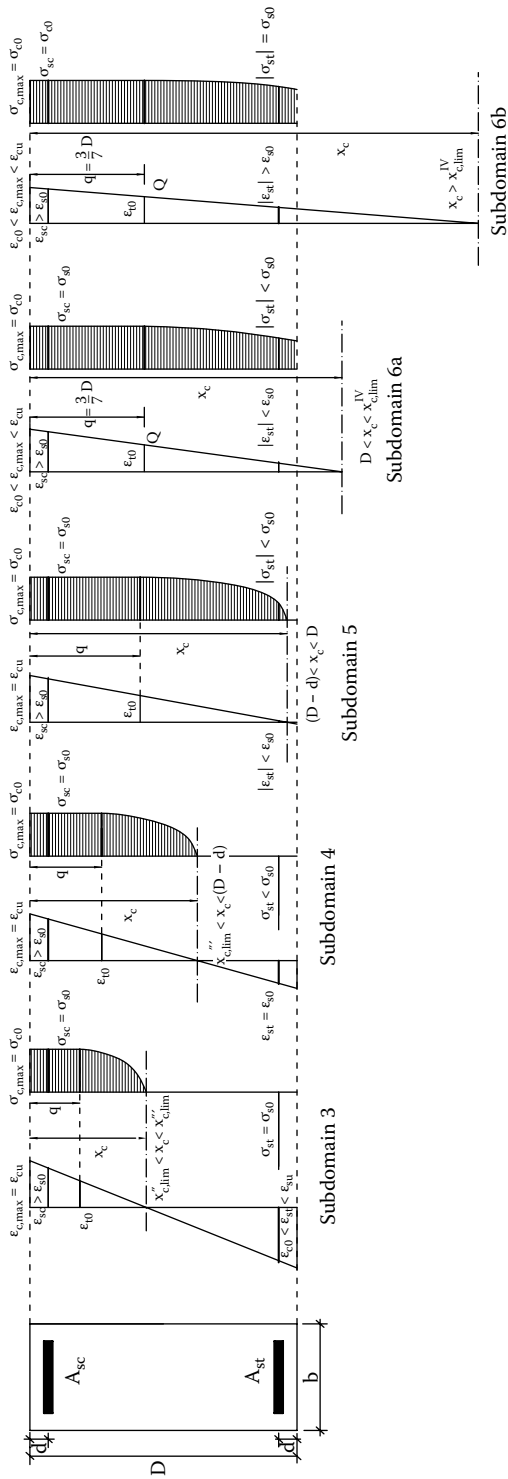 D
d
A_sc
A_st
d
b
ε_c,max = ε_cu
ε_sc > ε_s0
ε_t0
ε_c0 < ε_st < ε_su
σ_c,max = σ_c0
σ_sc = σ_s0
q
x_c
x″_c,lim < x_c < x‴_c,lim
σ_st = σ_s0
Subdomain 3
ε_c,max = ε_cu
ε_sc > ε_s0
ε_t0
ε_st = ε_s0
σ_c,max = σ_c0
σ_sc = σ_s0
q
x_c
x‴_c,lim < x_c < (D – d)
σ_st < σ_s0
Subdomain 4
ε_c,max = ε_cu
ε_sc > ε_s0
ε_t0
|ε_st| < ε_s0
σ_c,max = σ_c0
σ_sc = σ_s0
q
x_c
|σ_st| < σ_s0
(D – d) < x_c < D
Subdomain 5
ε_c0 < ε_c,max < ε_cu
ε_sc > ε_s0
ε_t0
Q
|ε_st| < ε_s0
σ_c,max = σ_c0
σ_sc = σ_s0
q = 3/7 D
x_c
|σ_st| < σ_s0
D < x_c < x^IV_c,lim
Subdomain 6a
ε_c0 < ε_c,max < ε_cu
ε_sc > ε_s0
ε_t0
Q
|ε_st| > ε_s0
σ_c,max = σ_c0
σ_sc = σ_c0
q = 3/7 D
x_c
|σ_st| = σ_s0
x_c > x^IV_c,lim
Subdomain 6b